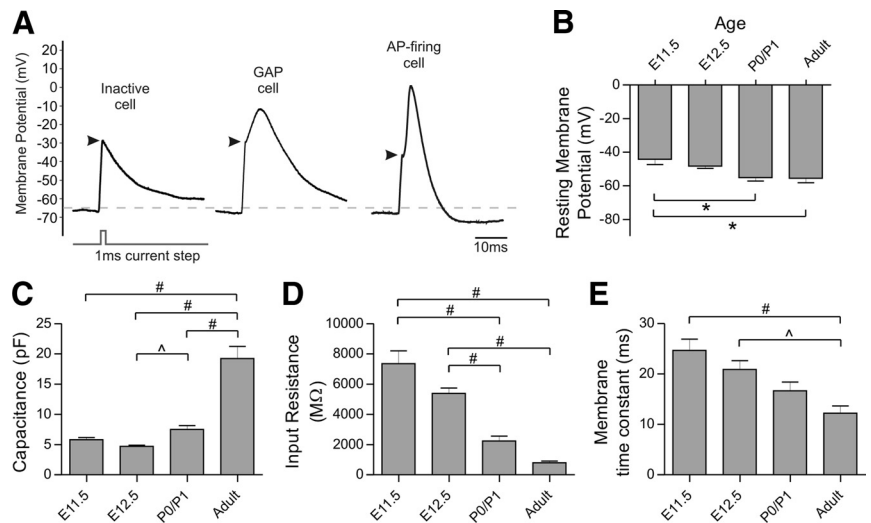 A
Membrane Potential (mV)
20
10
0
-10
-20
-30
-40
-50
-60
-70
Inactive
cell
GAP
cell
AP-firing
cell
1ms current step
10ms
B
Age
E11.5
E12.5
P0/P1
Adult
Resting Membrane
Potential (mV)
0
-20
-40
-60
-80
*
*
C
Capacitance (pF)
25
20
15
10
5
0
#
#
#
^
E11.5
E12.5
P0/P1
Adult
D
Input Resistance
(MΩ)
10000
8000
6000
4000
2000
0
#
#
#
#
E11.5
E12.5
P0/P1
Adult
E
Membrane
time constant (ms)
30
20
10
0
#
^
E11.5
E12.5
P0/P1
Adult